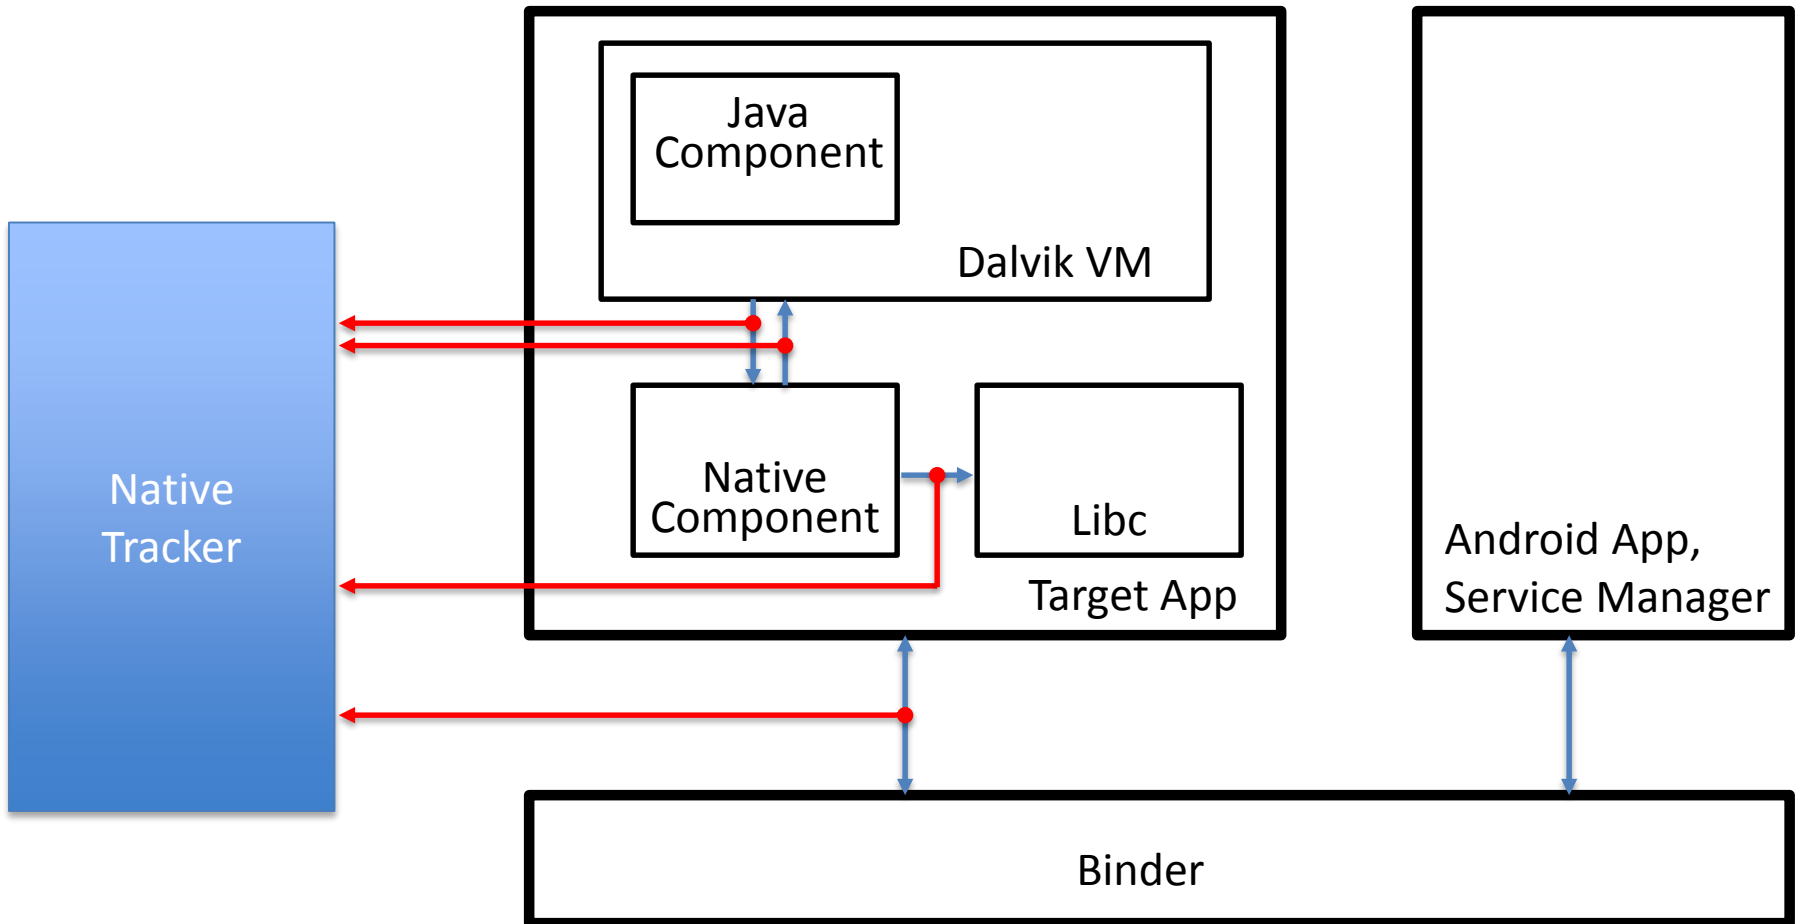 Java
Component
Dalvik VM
Native
Tracker
Native
Component
Libc
Target App
Android App,
Service Manager
Binder